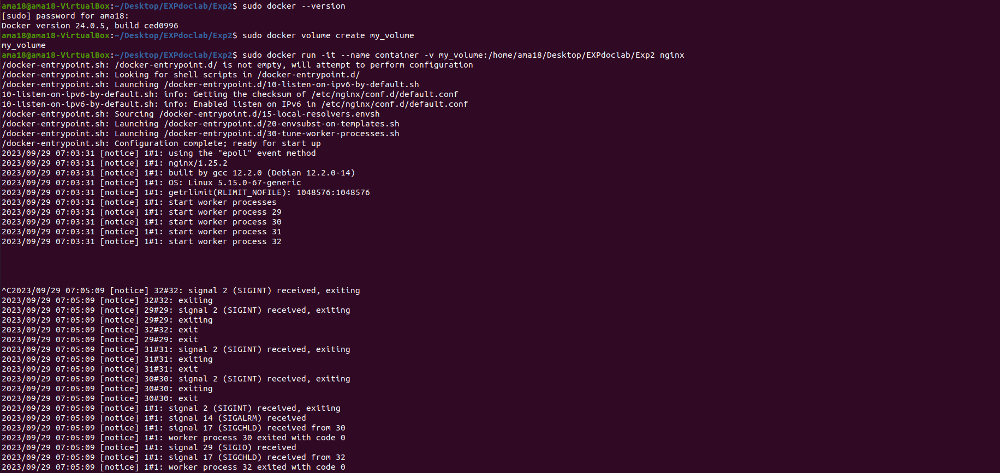 ama18@ama18-VirtualBox:~/Desktop/EXPdoclab/Exp2$ sudo docker --version
[sudo] password for ama18:
Docker version 24.0.5, build ced0996
ama18@ama18-VirtualBox:~/Desktop/EXPdoclab/Exp2$ sudo docker volume create my_volume
my_volume
ama18@ama18-VirtualBox:~/Desktop/EXPdoclab/Exp2$ sudo docker run -it --name container -v my_volume:/home/ama18/Desktop/EXPdoclab/Exp2 nginx
/docker-entrypoint.sh: /docker-entrypoint.d/ is not empty, will attempt to perform configuration
/docker-entrypoint.sh: Looking for shell scripts in /docker-entrypoint.d/
/docker-entrypoint.sh: Launching /docker-entrypoint.d/10-listen-on-ipv6-by-default.sh
10-listen-on-ipv6-by-default.sh: info: Getting the checksum of /etc/nginx/conf.d/default.conf
10-listen-on-ipv6-by-default.sh: info: Enabled listen on IPv6 in /etc/nginx/conf.d/default.conf
/docker-entrypoint.sh: Sourcing /docker-entrypoint.d/15-local-resolvers.envsh
/docker-entrypoint.sh: Launching /docker-entrypoint.d/20-envsubst-on-templates.sh
/docker-entrypoint.sh: Launching /docker-entrypoint.d/30-tune-worker-processes.sh
/docker-entrypoint.sh: Configuration complete; ready for start up
2023/09/29 07:03:31 [notice] 1#1: using the "epoll" event method
2023/09/29 07:03:31 [notice] 1#1: nginx/1.25.2
2023/09/29 07:03:31 [notice] 1#1: built by gcc 12.2.0 (Debian 12.2.0-14)
2023/09/29 07:03:31 [notice] 1#1: OS: Linux 5.15.0-67-generic
2023/09/29 07:03:31 [notice] 1#1: getrlimit(RLIMIT_NOFILE): 1048576:1048576
2023/09/29 07:03:31 [notice] 1#1: start worker processes
2023/09/29 07:03:31 [notice] 1#1: start worker process 29
2023/09/29 07:03:31 [notice] 1#1: start worker process 30
2023/09/29 07:03:31 [notice] 1#1: start worker process 31
2023/09/29 07:03:31 [notice] 1#1: start worker process 32
^C2023/09/29 07:05:09 [notice] 32#32: signal 2 (SIGINT) received, exiting
2023/09/29 07:05:09 [notice] 32#32: exiting
2023/09/29 07:05:09 [notice] 29#29: signal 2 (SIGINT) received, exiting
2023/09/29 07:05:09 [notice] 29#29: exiting
2023/09/29 07:05:09 [notice] 32#32: exit
2023/09/29 07:05:09 [notice] 29#29: exit
2023/09/29 07:05:09 [notice] 31#31: signal 2 (SIGINT) received, exiting
2023/09/29 07:05:09 [notice] 31#31: exiting
2023/09/29 07:05:09 [notice] 31#31: exit
2023/09/29 07:05:09 [notice] 30#30: signal 2 (SIGINT) received, exiting
2023/09/29 07:05:09 [notice] 30#30: exiting
2023/09/29 07:05:09 [notice] 30#30: exit
2023/09/29 07:05:09 [notice] 1#1: signal 2 (SIGINT) received, exiting
2023/09/29 07:05:09 [notice] 1#1: signal 14 (SIGALRM) received
2023/09/29 07:05:09 [notice] 1#1: signal 17 (SIGCHLD) received from 30
2023/09/29 07:05:09 [notice] 1#1: worker process 30 exited with code 0
2023/09/29 07:05:09 [notice] 1#1: signal 29 (SIGIO) received
2023/09/29 07:05:09 [notice] 1#1: signal 17 (SIGCHLD) received from 32
2023/09/29 07:05:09 [notice] 1#1: worker process 32 exited with code 0